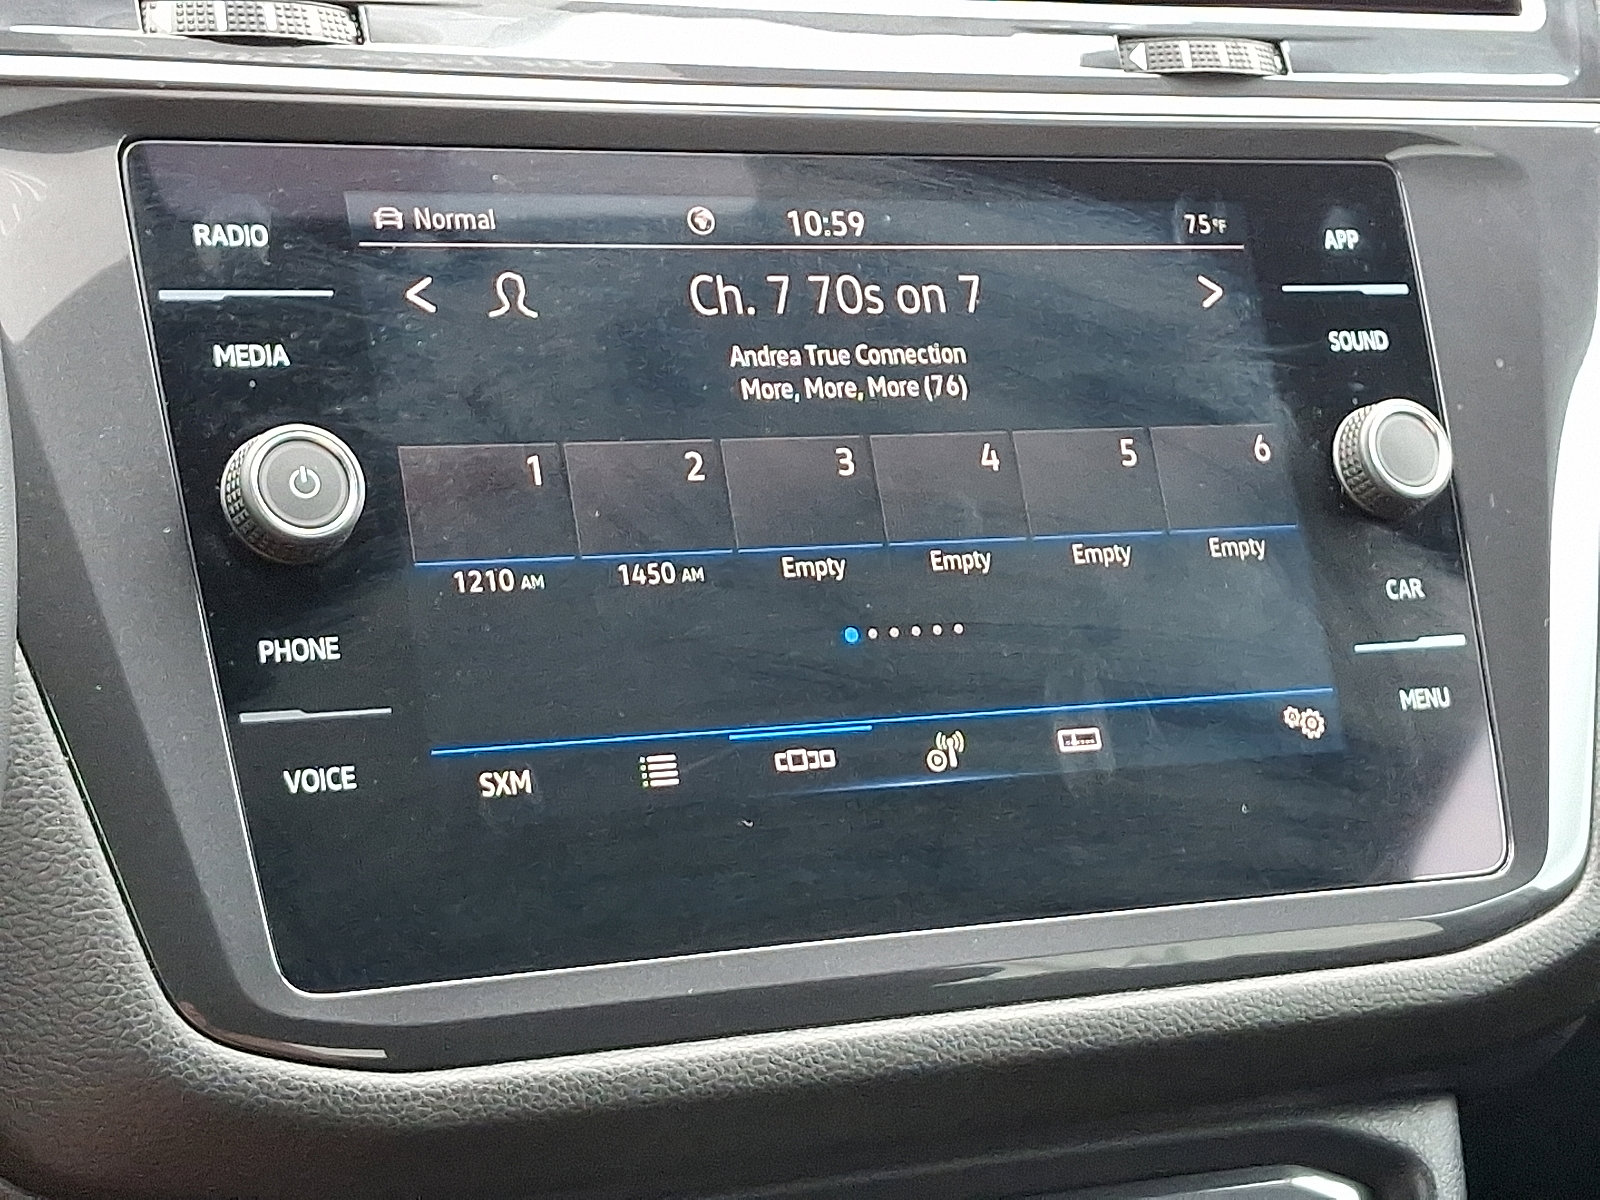 RADIO
MEDIA
PHONE
VOICE
Normal
10:59
75°F
Ch. 7 70s on 7
Andrea True Connection
More, More, More (76)
1 2 3 4 5 6
1210 AM 1450 AM Empty Empty Empty Empty
SXM
APP
SOUND
CAR
MENU